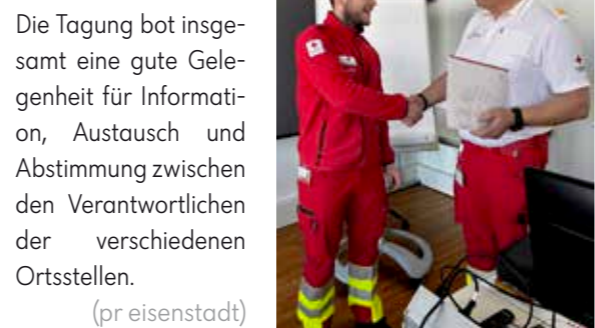 Die Tagung bot insge-
samt eine gute Gele-
genheit für Informati-
on, Austausch und
Abstimmung zwischen
den Verantwortlichen
der verschiedenen
Ortsstellen.
(pr eisenstadt)